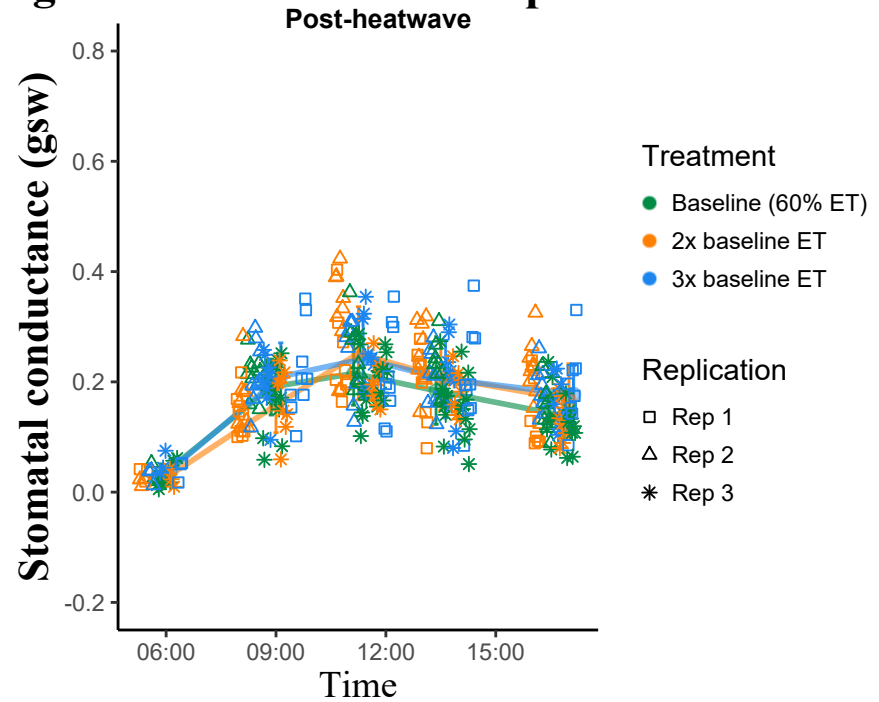 Post-heatwave
Stomatal conductance (gsw)
0.8
0.6
0.4
0.2
0.0
-0.2
06:00 09:00 12:00 15:00
Time
Treatment
Baseline (60% ET)
2x baseline ET
3x baseline ET
Replication
Rep 1
Rep 2
Rep 3